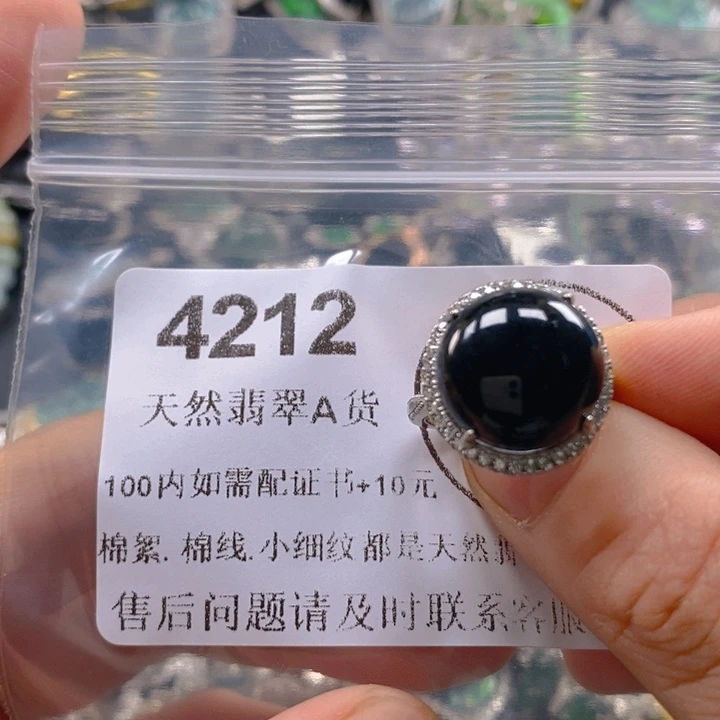 4212
天然翡翠A货
100内如需配证书+10元
棉絮.棉线.小细纹都是天然翡
售后问题请及时联系客服